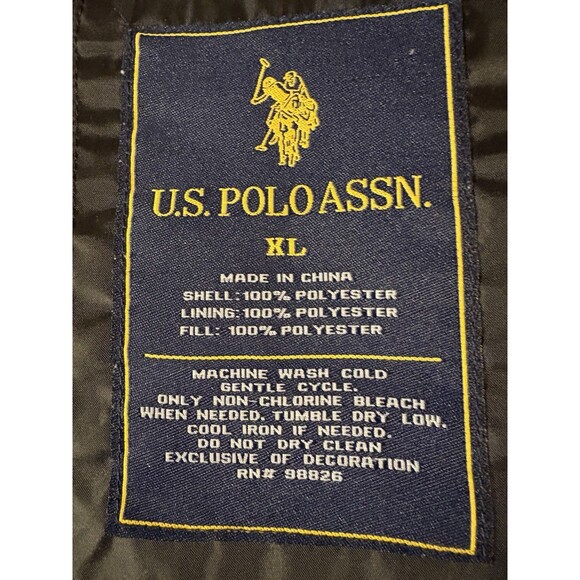 U.S. POLO ASSN.
XL
MADE IN CHINA
SHELL: 100% POLYESTER
LINING: 100% POLYESTER
FILL: 100% POLYESTER
MACHINE WASH COLD
GENTLE CYCLE.
ONLY NON-CHLORINE BLEACH
WHEN NEEDED. TUMBLE DRY LOW.
COOL IRON IF NEEDED.
DO NOT DRY CLEAN
EXCLUSIVE OF DECORATION
RN# 98826